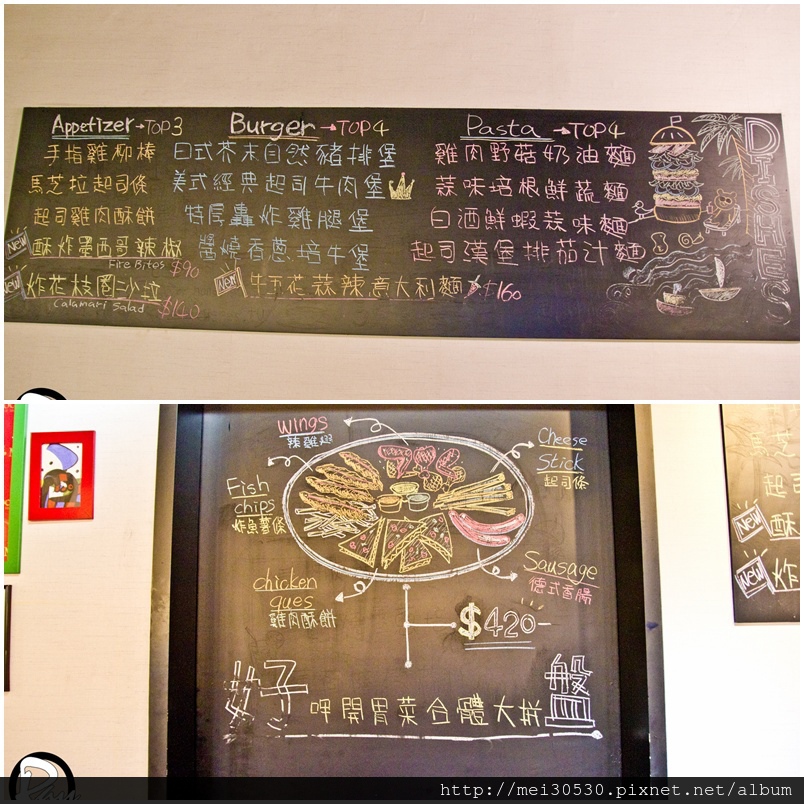 Appetizer→TOP3
手指雞柳棒
馬芝拉起司條
起司雞肉酥餅
New
酥炸墨西哥辣椒
Fire Bites $90
New
炸花枝圈沙拉
Calamari Salad $140
Burger→TOP4
日式芥末自然豬排堡
美式經典起司牛肉堡
特厚轟炸雞腿堡
醬燒香蔥培牛堡
New
牛五花蒜辣意大利麵 $160
Pasta→TOP4
雞肉野菇奶油麵
蒜味培根鮮蔬麵
白酒鮮蝦蒜味麵
起司漢堡排茄汁麵
DISHES
wings
辣雞翅
Cheese
Stick
起司條
Fish
chips
炸魚薯條
Sausage
德式香腸
chicken
ques
雞肉酥餅
$420-
好呷開胃菜合體大拼盤
馬芝
起司
New
酥
New
炸
http://mei30530.pixnet.net/album